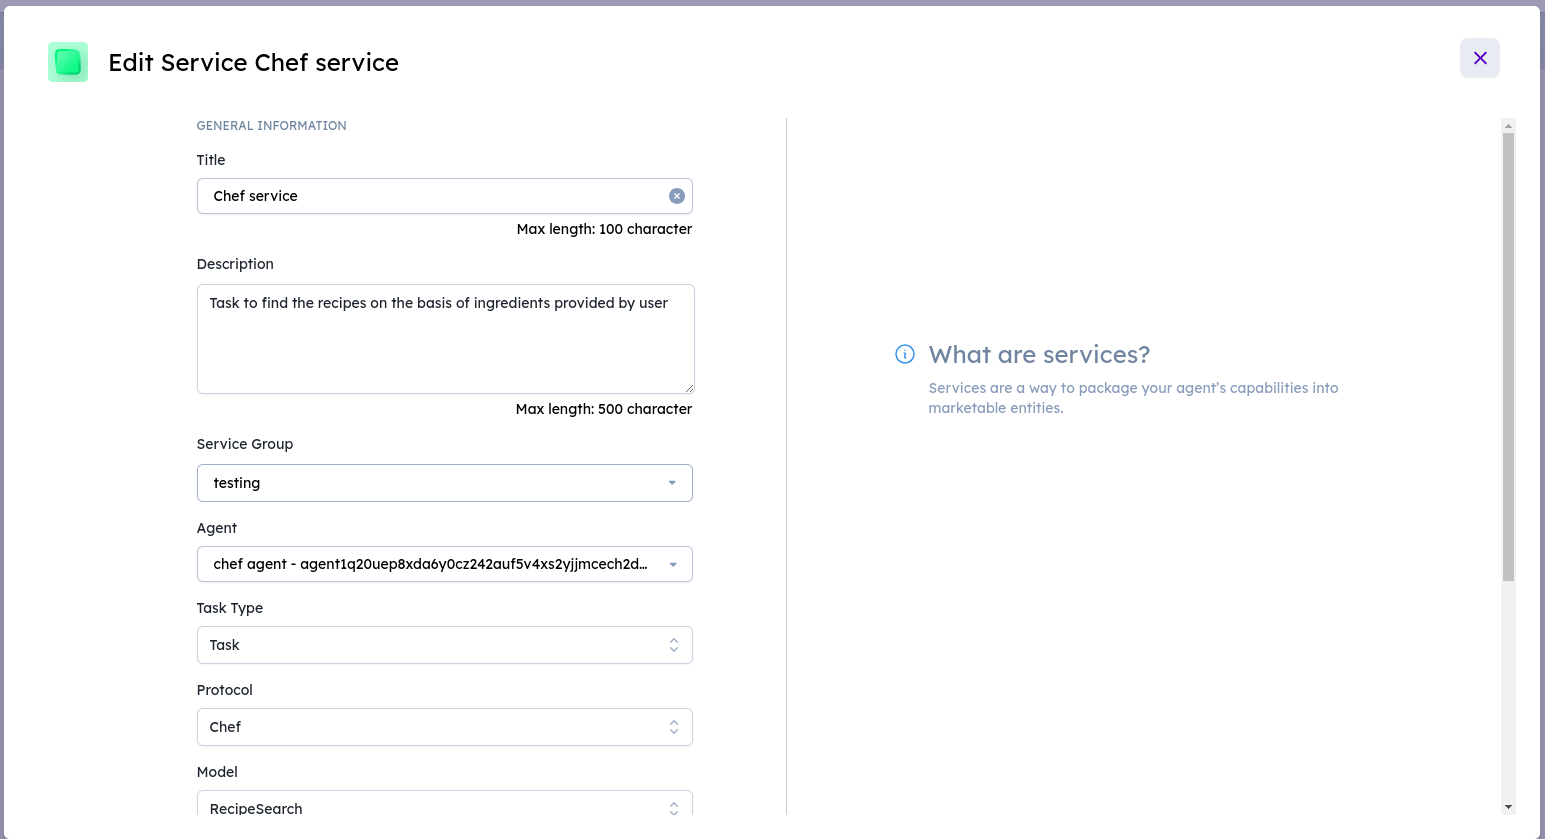 Edit Service Chef service
GENERAL INFORMATION
Title
Chef service
Max length: 100 character
Description
Task to find the recipes on the basis of ingredients provided by user
Max length: 500 character
Service Group
testing
Agent
chef agent - agent1q20uep8xda6y0cz242auf5v4xs2yjjmcech2d...
Task Type
Task
Protocol
Chef
Model
RecipeSearch
What are services?
Services are a way to package your agent's capabilities into
marketable entities.